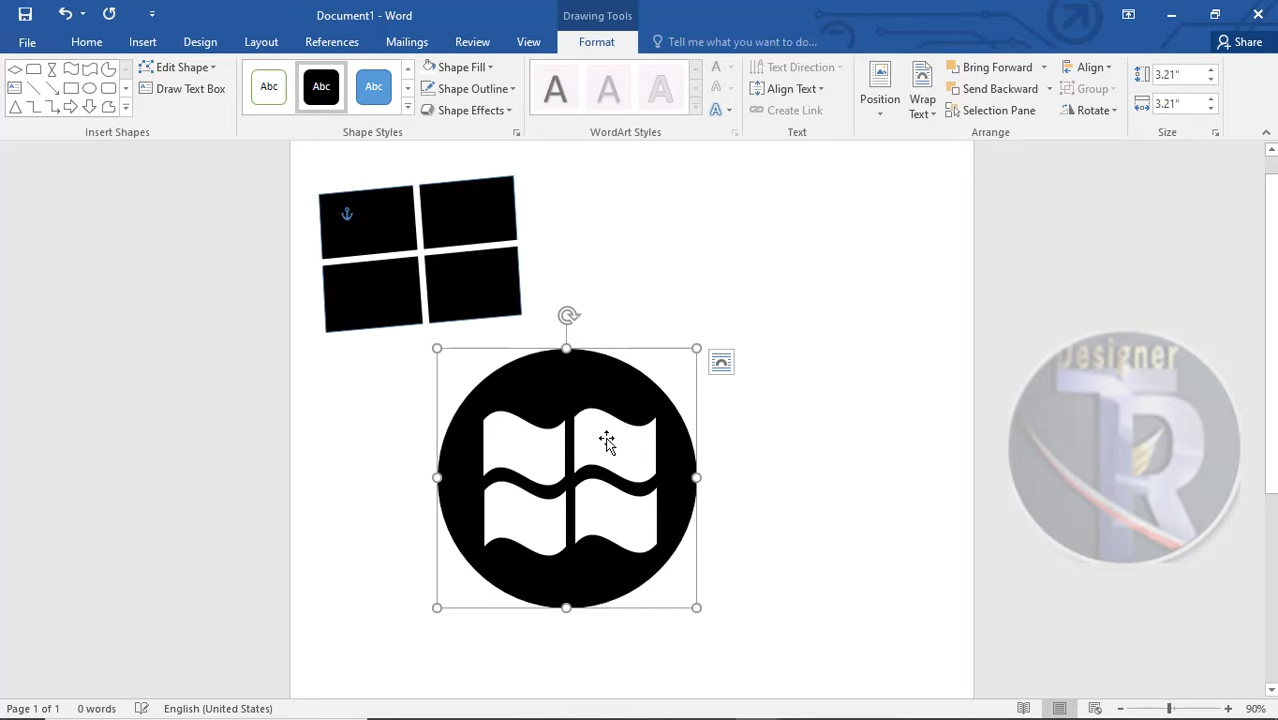 Document1 - Word
Drawing Tools
File
Home
Insert
Design
Layout
References
Mailings
Review
View
Format
Tell me what you want to do...
Share
Edit Shape
Draw Text Box
Insert Shapes
Abc
Abc
Abc
Shape Fill
Shape Outline
Shape Effects
Shape Styles
A
A
A
A
A
A
WordArt Styles
Text Direction
Align Text
Create Link
Text
Position
Wrap
Text
Bring Forward
Send Backward
Selection Pane
Align
Group
Rotate
Arrange
3.21"
3.21"
Size
Designer
TR
Page 1 of 1
0 words
English (United States)
90%